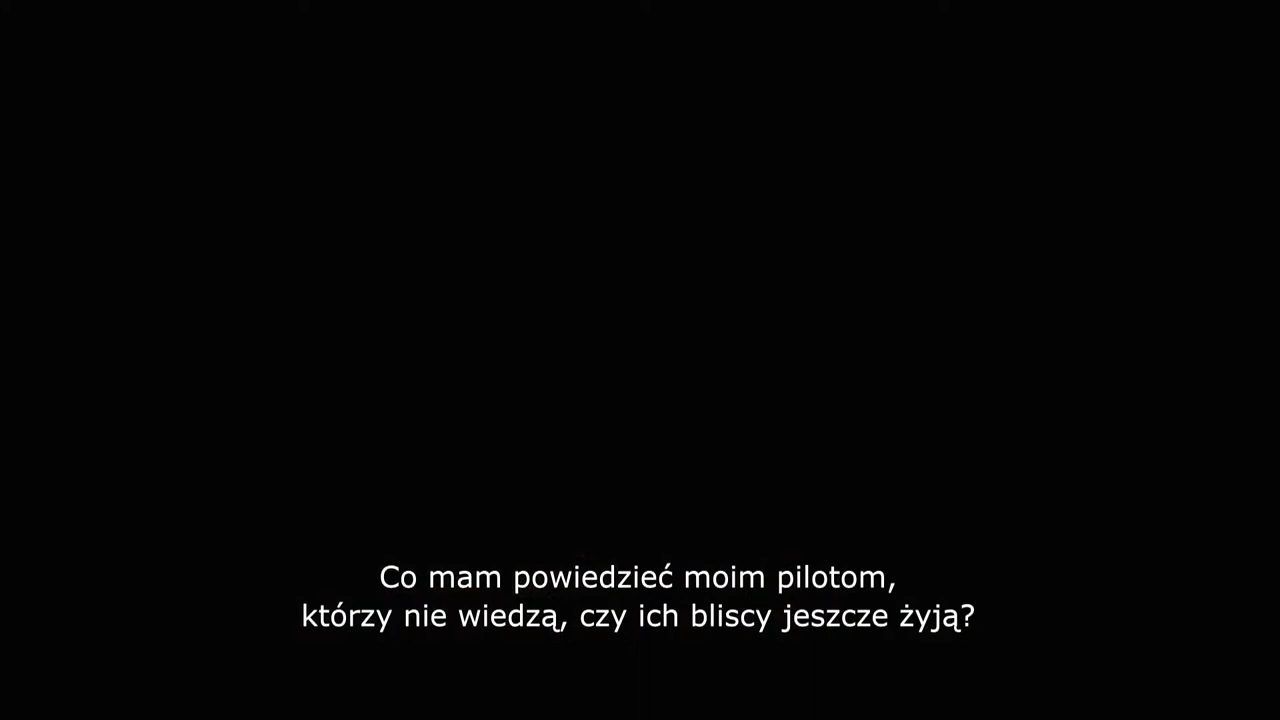 Co mam powiedzieć moim pilotom,
którzy nie wiedzą, czy ich bliscy jeszcze żyją?